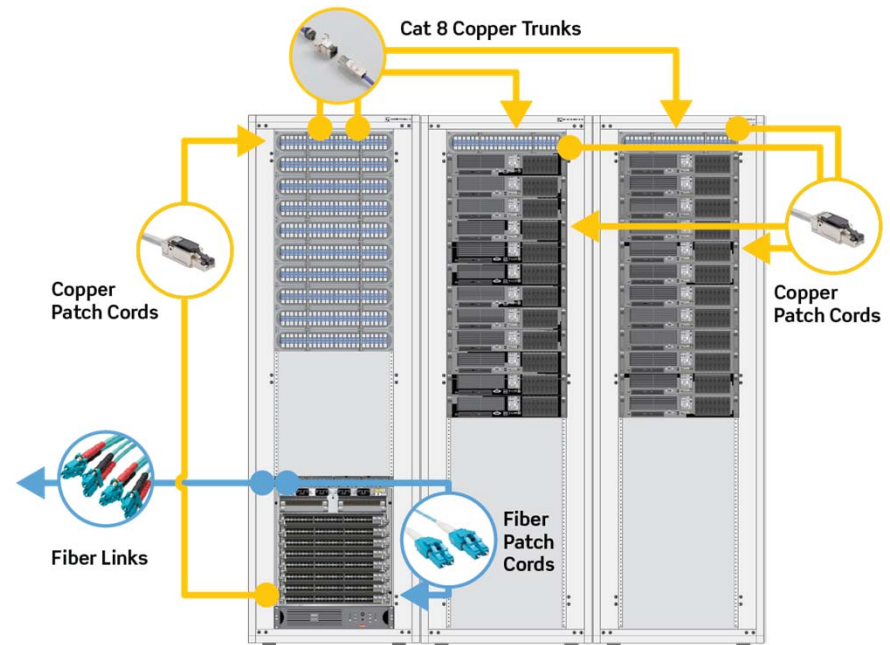 Cat 8 Copper Trunks
Copper
Patch Cords
Copper
Patch Cords
Fiber Links
Fiber
Patch
Cords